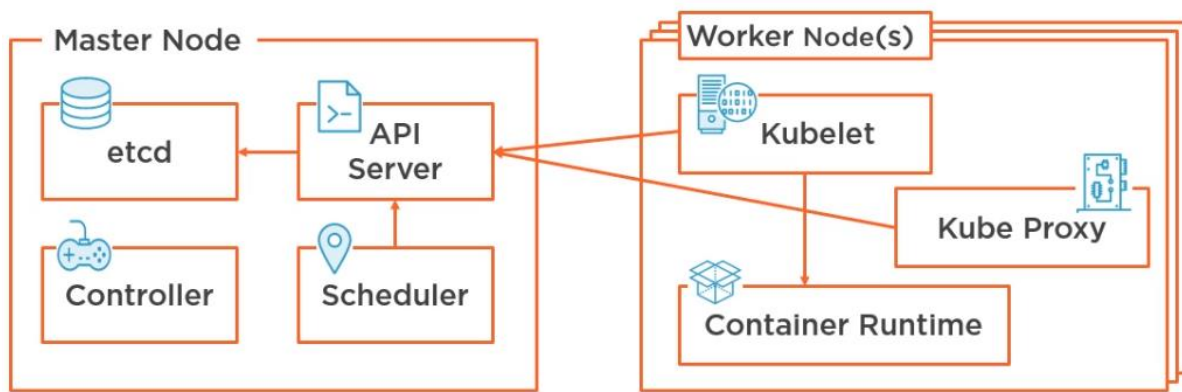 Master Node
etcd
API
Server
Controller
Scheduler
Worker Node(s)
Kubelet
Kube Proxy
Container Runtime